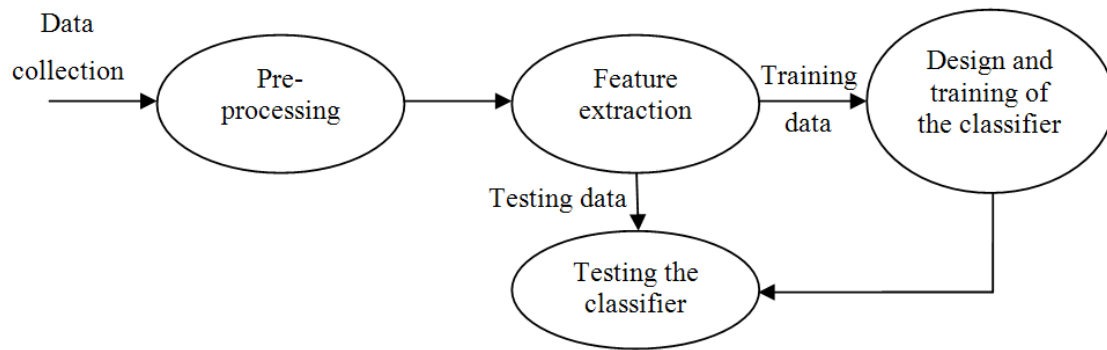 Data
collection
Pre-
processing
Feature
extraction
Training
data
Design and
training of
the classifier
Testing data
Testing the
classifier